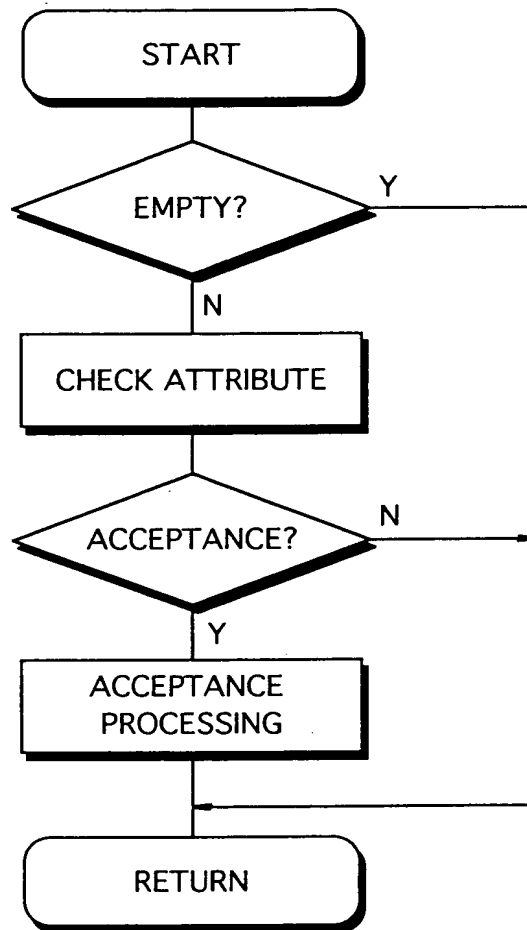 START
EMPTY?
Y
N
CHECK ATTRIBUTE
ACCEPTANCE?
N
Y
ACCEPTANCE
PROCESSING
RETURN